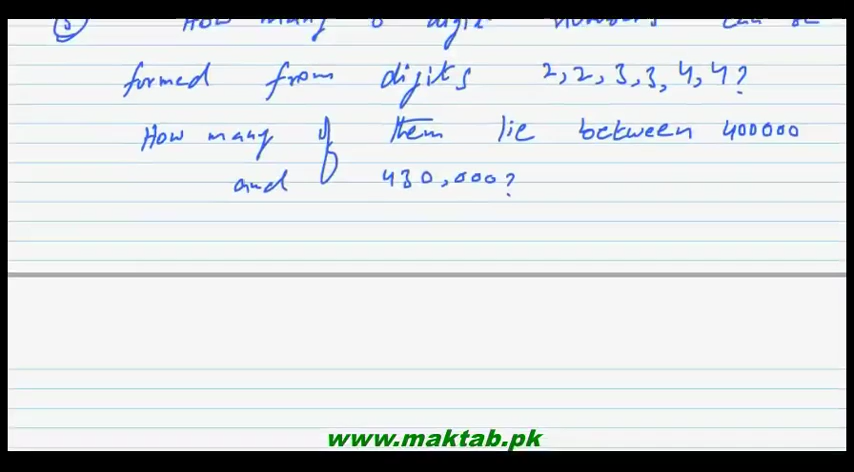 How many 6 digit numbers can be
formed from digits 2,2,3,3,4,4?
How many of them lie between 400000
and 430,000?
www.maktab.pk